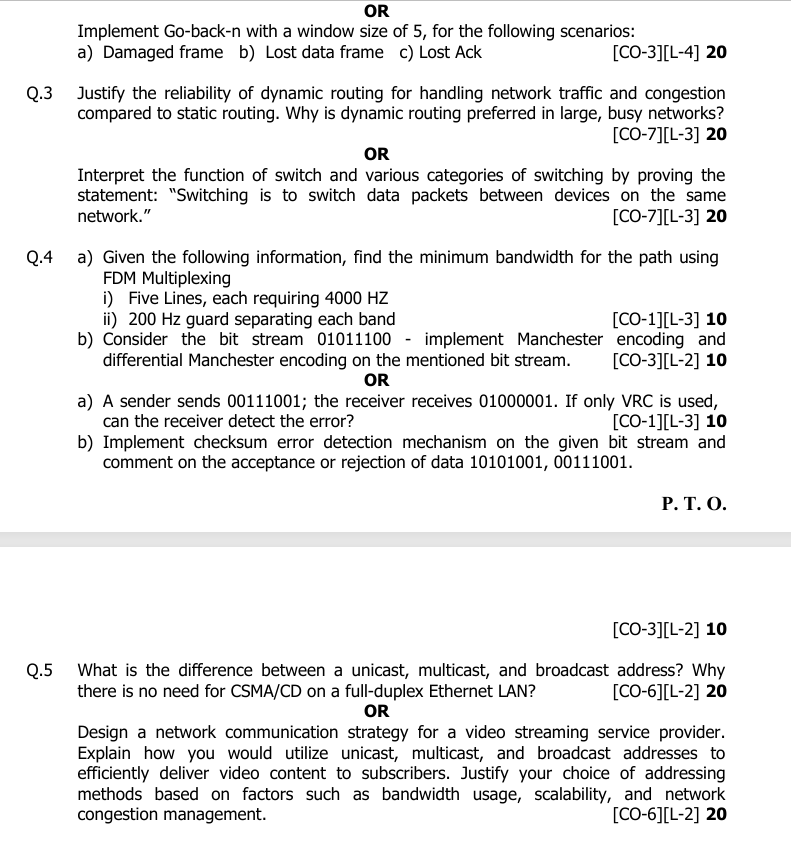 OR
Implement Go-back-n with a window size of 5, for the following scenarios:
a) Damaged frame b) Lost data frame c) Lost Ack [CO-3][L-4] 20
Q.3 Justify the reliability of dynamic routing for handling network traffic and congestion
compared to static routing. Why is dynamic routing preferred in large, busy networks?
[CO-7][L-3] 20
OR
Interpret the function of switch and various categories of switching by proving the
statement: “Switching is to switch data packets between devices on the same
network.” [CO-7][L-3] 20
Q.4 a) Given the following information, find the minimum bandwidth for the path using
FDM Multiplexing
i) Five Lines, each requiring 4000 HZ
ii) 200 Hz guard separating each band [CO-1][L-3] 10
b) Consider the bit stream 01011100 - implement Manchester encoding and
differential Manchester encoding on the mentioned bit stream. [CO-3][L-2] 10
OR
a) A sender sends 00111001; the receiver receives 01000001. If only VRC is used,
can the receiver detect the error? [CO-1][L-3] 10
b) Implement checksum error detection mechanism on the given bit stream and
comment on the acceptance or rejection of data 10101001, 00111001.
P. T. O.
[CO-3][L-2] 10
Q.5 What is the difference between a unicast, multicast, and broadcast address? Why
there is no need for CSMA/CD on a full-duplex Ethernet LAN? [CO-6][L-2] 20
OR
Design a network communication strategy for a video streaming service provider.
Explain how you would utilize unicast, multicast, and broadcast addresses to
efficiently deliver video content to subscribers. Justify your choice of addressing
methods based on factors such as bandwidth usage, scalability, and network
congestion management. [CO-6][L-2] 20